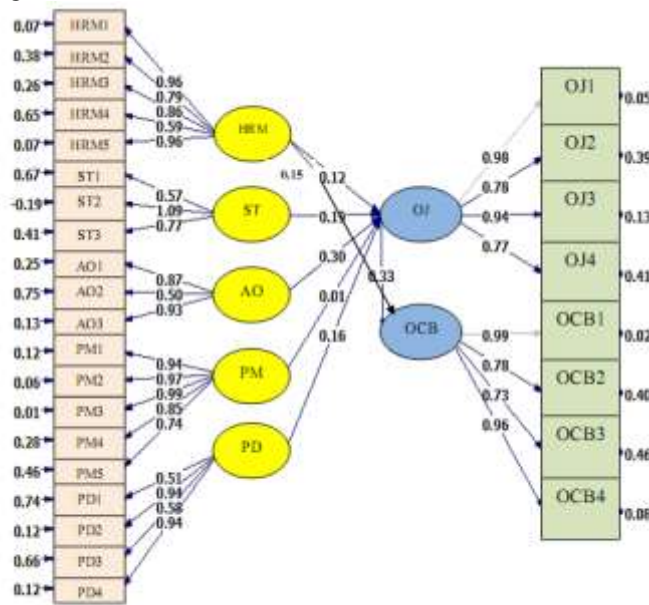 0.07 HRM1
0.38 HRM2
0.26 HRM3
0.65 HRM4
0.07 HRM5
0.67 ST1
-0.19 ST2
0.41 ST3
0.25 AO1
0.75 AO2
0.13 AO3
0.12 PM1
0.06 PM2
0.01 PM3
0.28 PM4
0.46 PM5
0.74 PD1
0.12 PD2
0.66 PD3
0.12 PD4
0.96
0.79
0.86
0.59
0.96
0.57
1.09
0.77
0.87
0.50
0.93
0.94
0.97
0.99
0.85
0.74
0.51
0.94
0.58
0.94
HRM
ST
AO
PM
PD
0.15
0.12
0.19
0.30
0.01
0.16
0.33
OJ
OCB
0.98
0.78
0.94
0.77
0.99
0.78
0.73
0.96
OJ1 0.05
OJ2 0.39
OJ3 0.13
OJ4 0.41
OCB1 0.02
OCB2 0.40
OCB3 0.46
OCB4 0.08